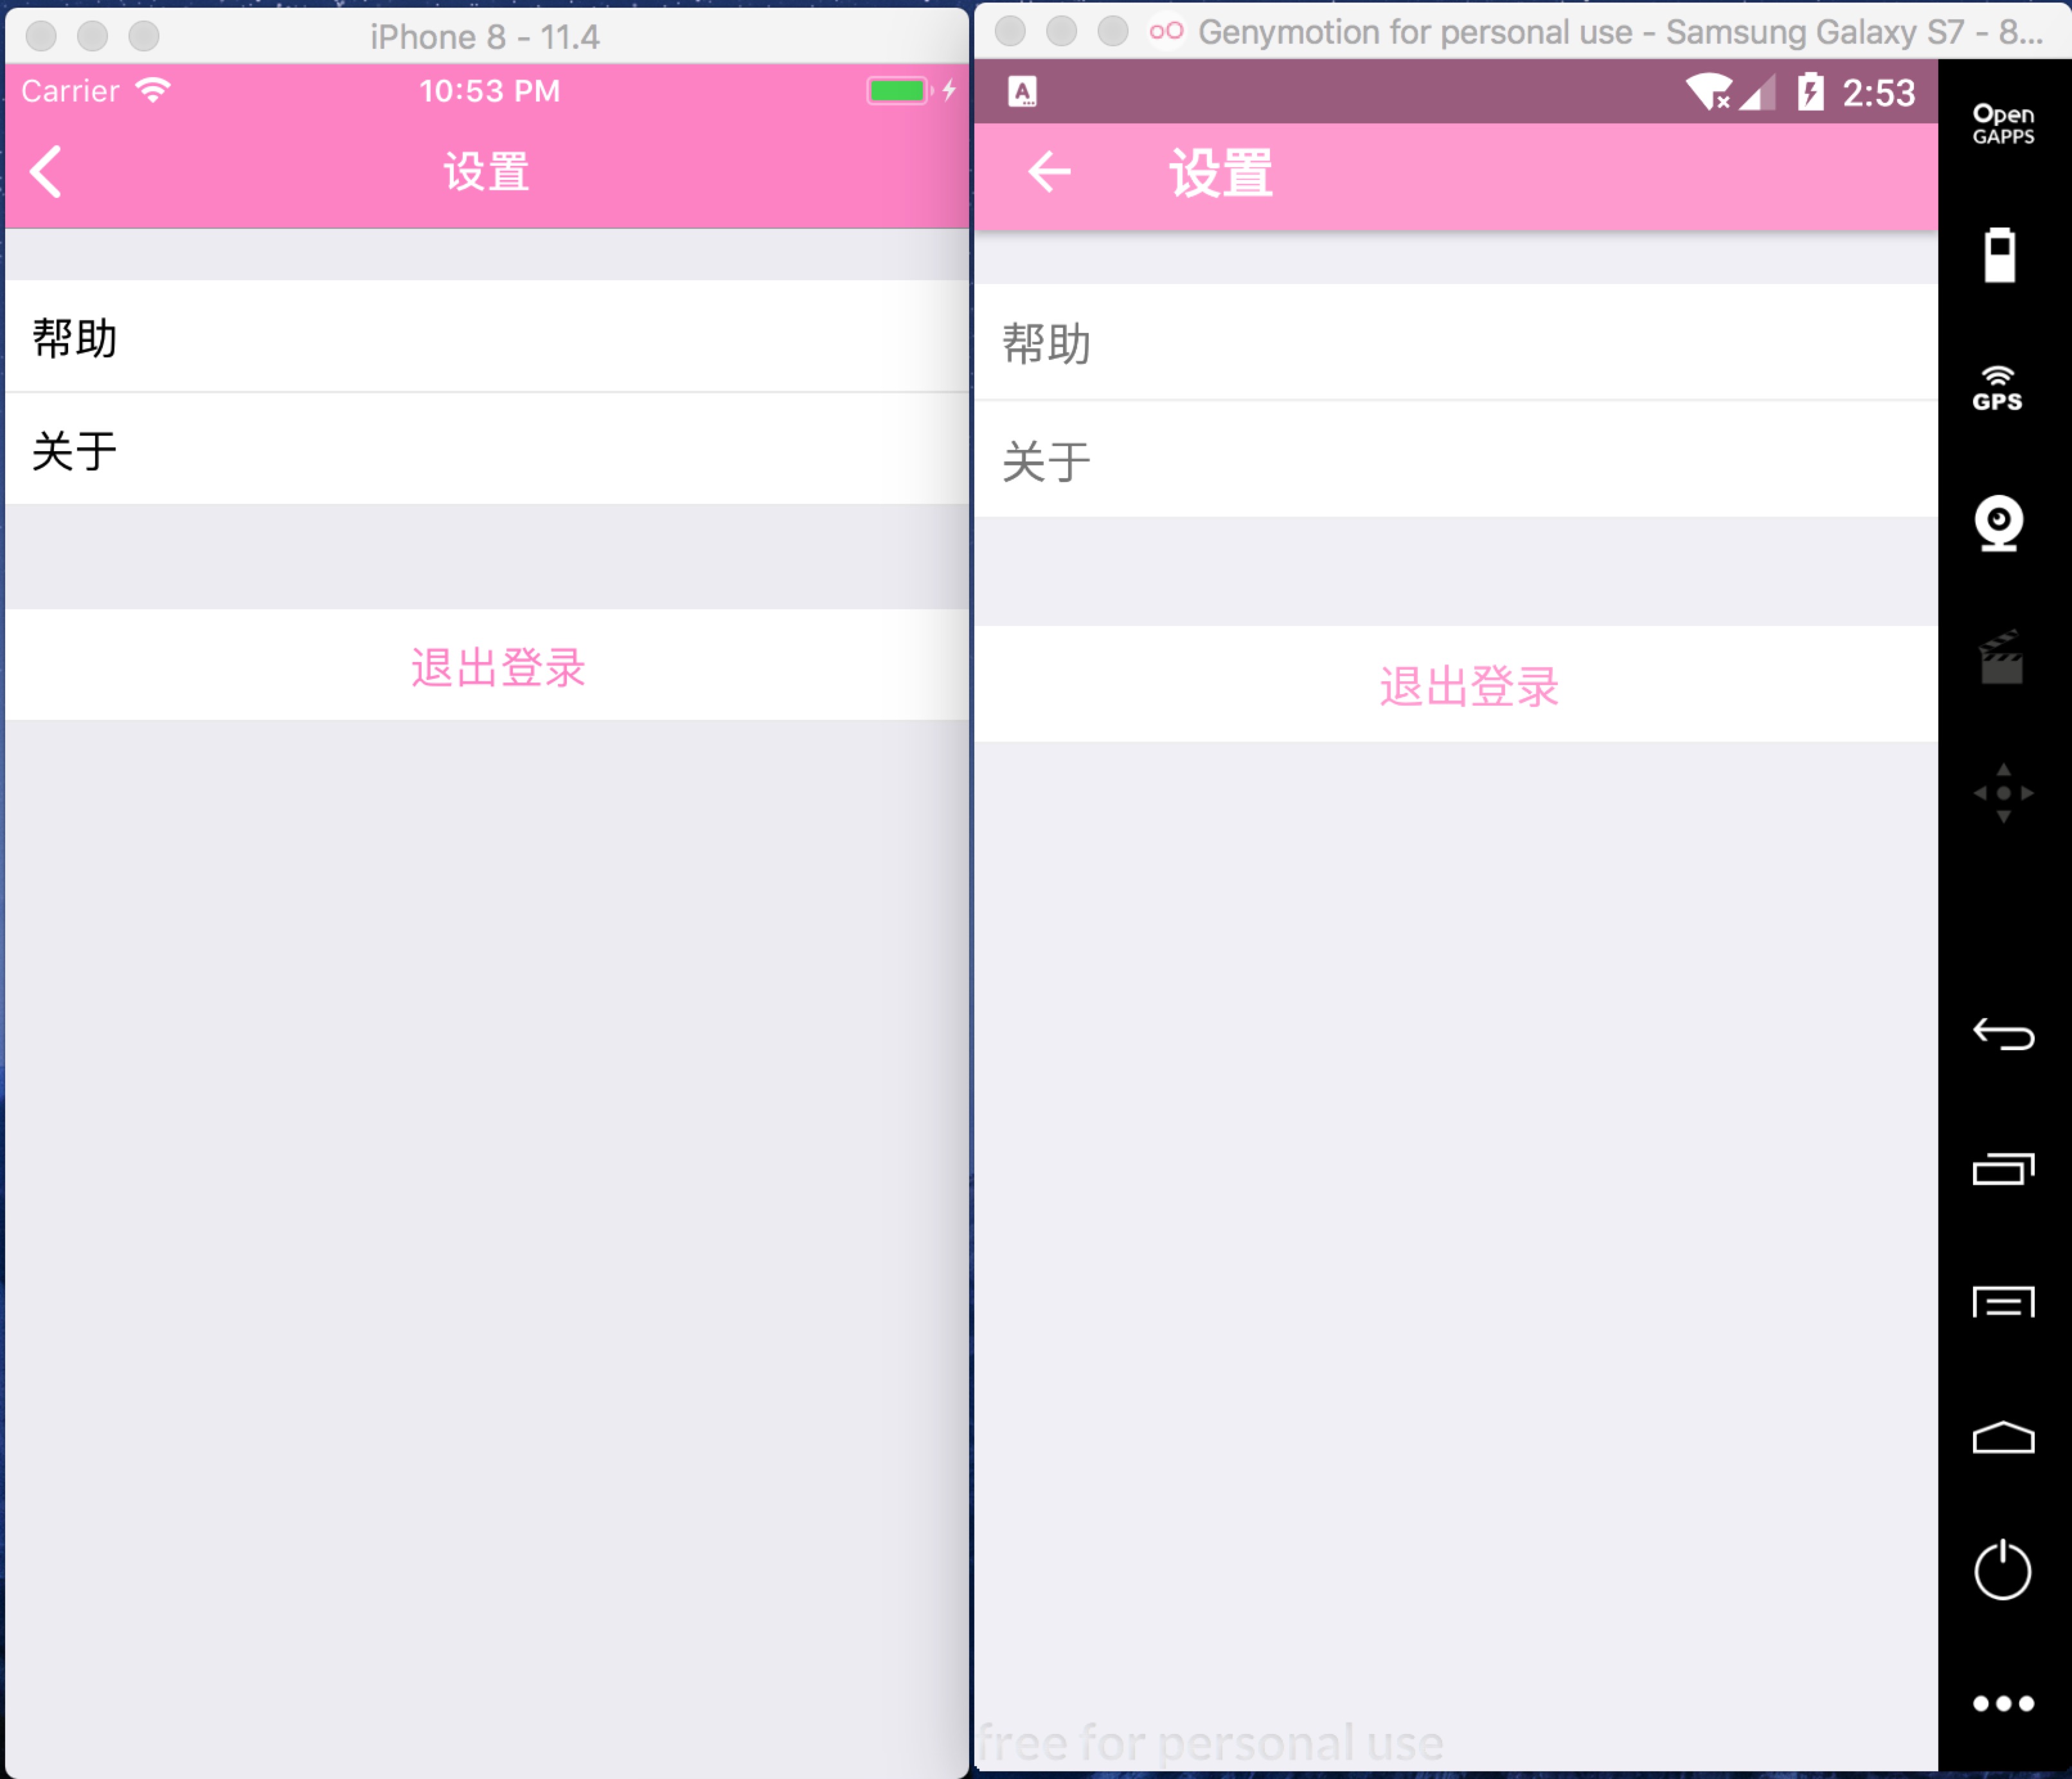 iPhone 8 - 11.4
Carrier
10:53 PM
设置
帮助
关于
退出登录
Genymotion for personal use - Samsung Galaxy S7 - 8...
A
2:53
设置
帮助
关于
退出登录
free for personal use
Open
GAPPS
GPS